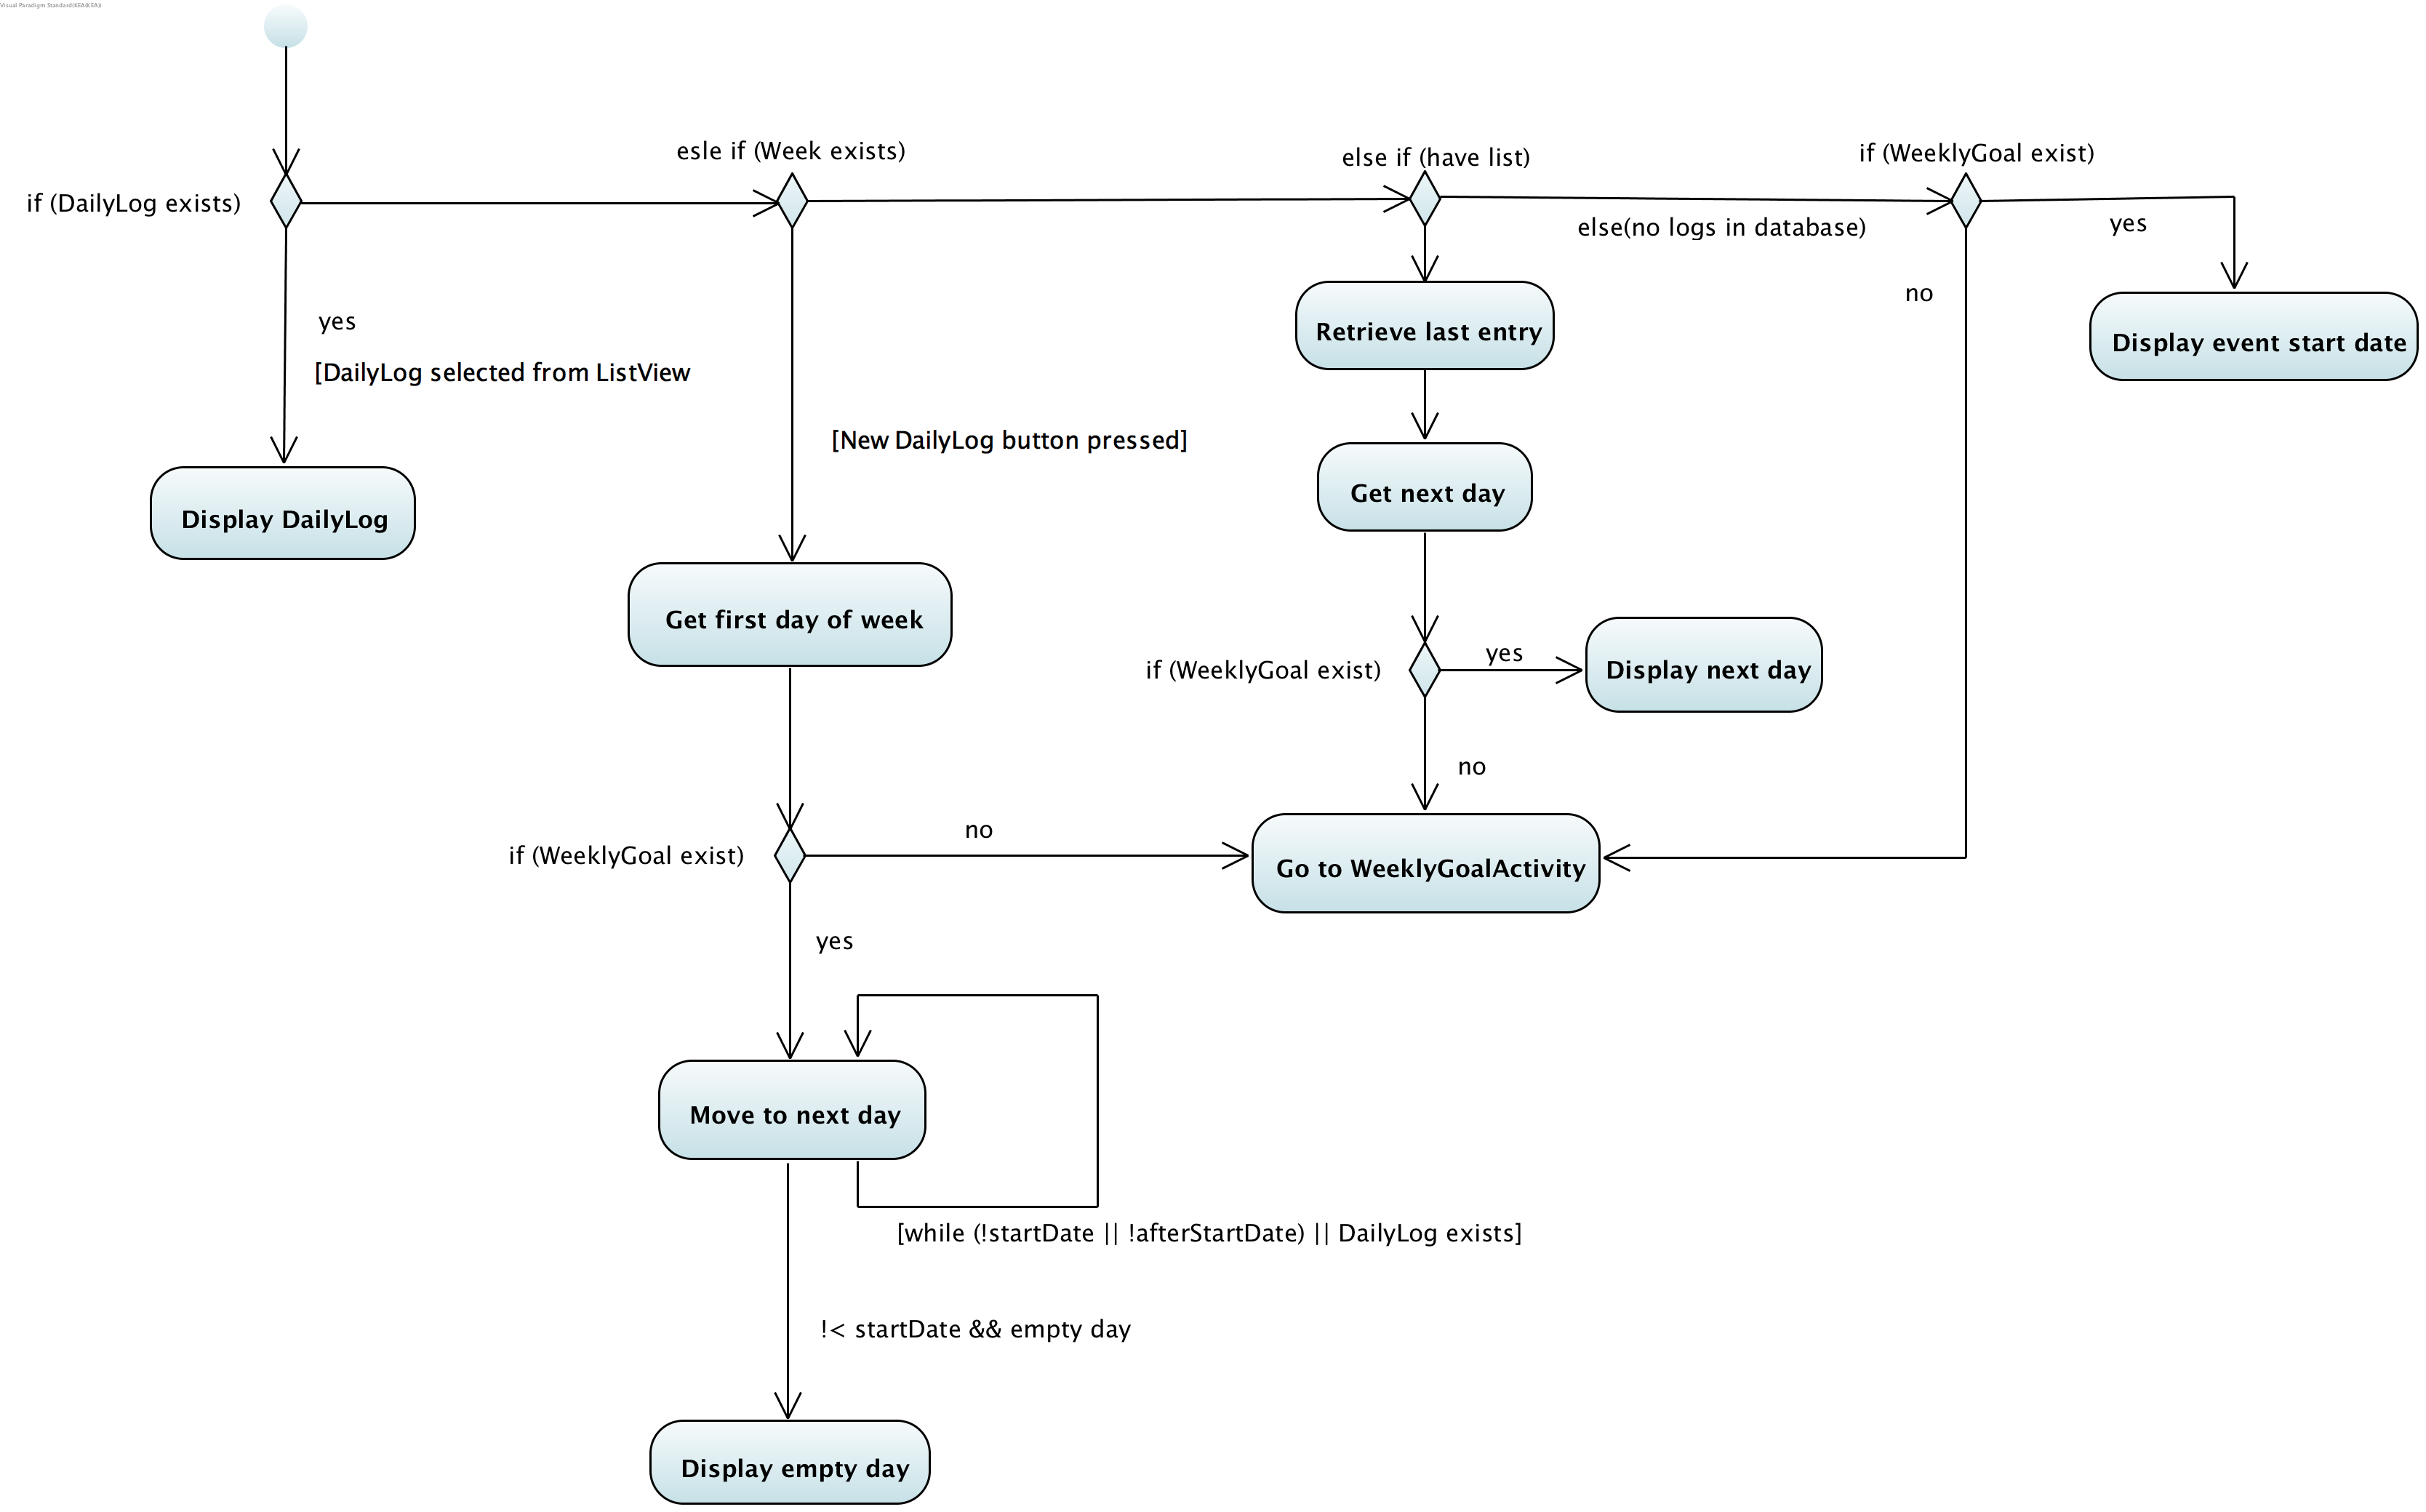 Visual Paradigm Standard(KEA(KEA))
esle if (Week exists)
else if (have list)
if (WeeklyGoal exist)
if (DailyLog exists)
else(no logs in database)
yes
no
yes
Retrieve last entry
Display event start date
[DailyLog selected from ListView
[New DailyLog button pressed]
Get next day
Display DailyLog
Get first day of week
if (WeeklyGoal exist)
yes
Display next day
no
no
if (WeeklyGoal exist)
Go to WeeklyGoalActivity
yes
Move to next day
[while (!startDate || !afterStartDate) || DailyLog exists]
!< startDate && empty day
Display empty day